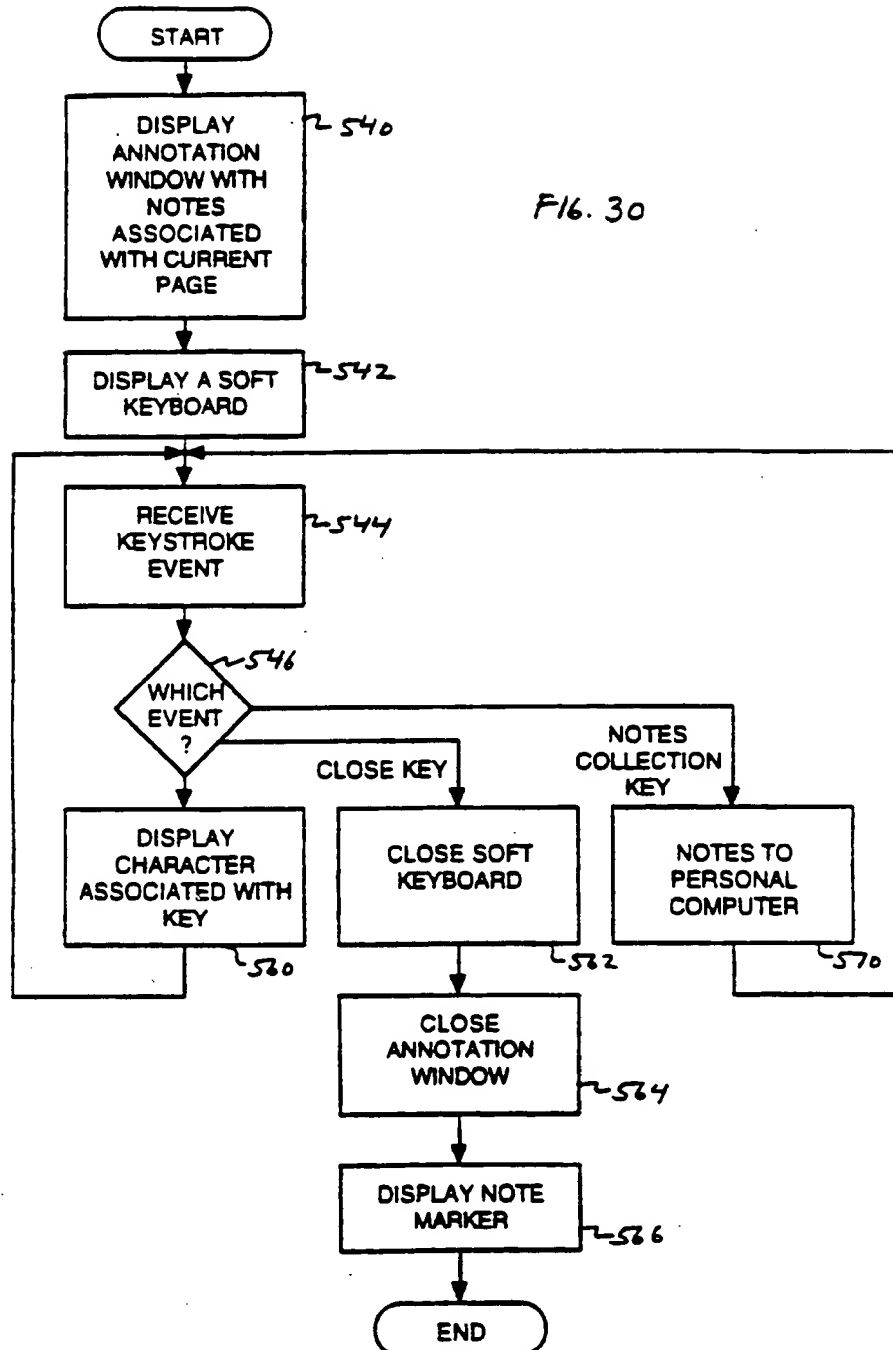 START
DISPLAY
ANNOTATION
WINDOW WITH
NOTES
ASSOCIATED
WITH CURRENT
PAGE
540
FIG. 30
DISPLAY A SOFT
KEYBOARD
542
RECEIVE
KEYSTROKE
EVENT
544
546
WHICH
EVENT
?
CLOSE KEY
NOTES
COLLECTION
KEY
DISPLAY
CHARACTER
ASSOCIATED WITH
KEY
560
CLOSE SOFT
KEYBOARD
562
NOTES TO
PERSONAL
COMPUTER
570
CLOSE
ANNOTATION
WINDOW
564
DISPLAY NOTE
MARKER
566
END